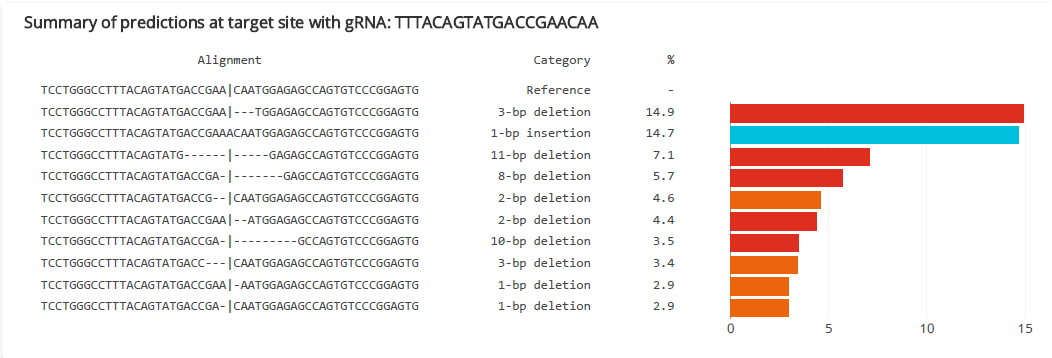 Summary of predictions at target site with gRNA: TTTACAGTATGACCGAACAA
Alignment Category %
TCCTGGGCCTTTACAGTATGACCGAA|CAATGGAGAGCCAGTGTCCCGGAGTG Reference -
TCCTGGGCCTTTACAGTATGACCGAA|---TGGAGAGCCAGTGTCCCGGAGTG 3-bp deletion 14.9
TCCTGGGCCTTTACAGTATGACCGAAACAATGGAGAGCCAGTGTCCCGGAGTG 1-bp insertion 14.7
TCCTGGGCCTTTACAGTATG------|-----GAGAGCCAGTGTCCCGGAGTG 11-bp deletion 7.1
TCCTGGGCCTTTACAGTATGACCGA-|-------GAGCCAGTGTCCCGGAGTG 8-bp deletion 5.7
TCCTGGGCCTTTACAGTATGACCG--|CAATGGAGAGCCAGTGTCCCGGAGTG 2-bp deletion 4.6
TCCTGGGCCTTTACAGTATGACCGAA|--ATGGAGAGCCAGTGTCCCGGAGTG 2-bp deletion 4.4
TCCTGGGCCTTTACAGTATGACCGA-|---------GCCAGTGTCCCGGAGTG 10-bp deletion 3.5
TCCTGGGCCTTTACAGTATGACC---|CAATGGAGAGCCAGTGTCCCGGAGTG 3-bp deletion 3.4
TCCTGGGCCTTTACAGTATGACCGAA|-AATGGAGAGCCAGTGTCCCGGAGTG 1-bp deletion 2.9
TCCTGGGCCTTTACAGTATGACCGA-|CAATGGAGAGCCAGTGTCCCGGAGTG 1-bp deletion 2.9
0 5 10 15